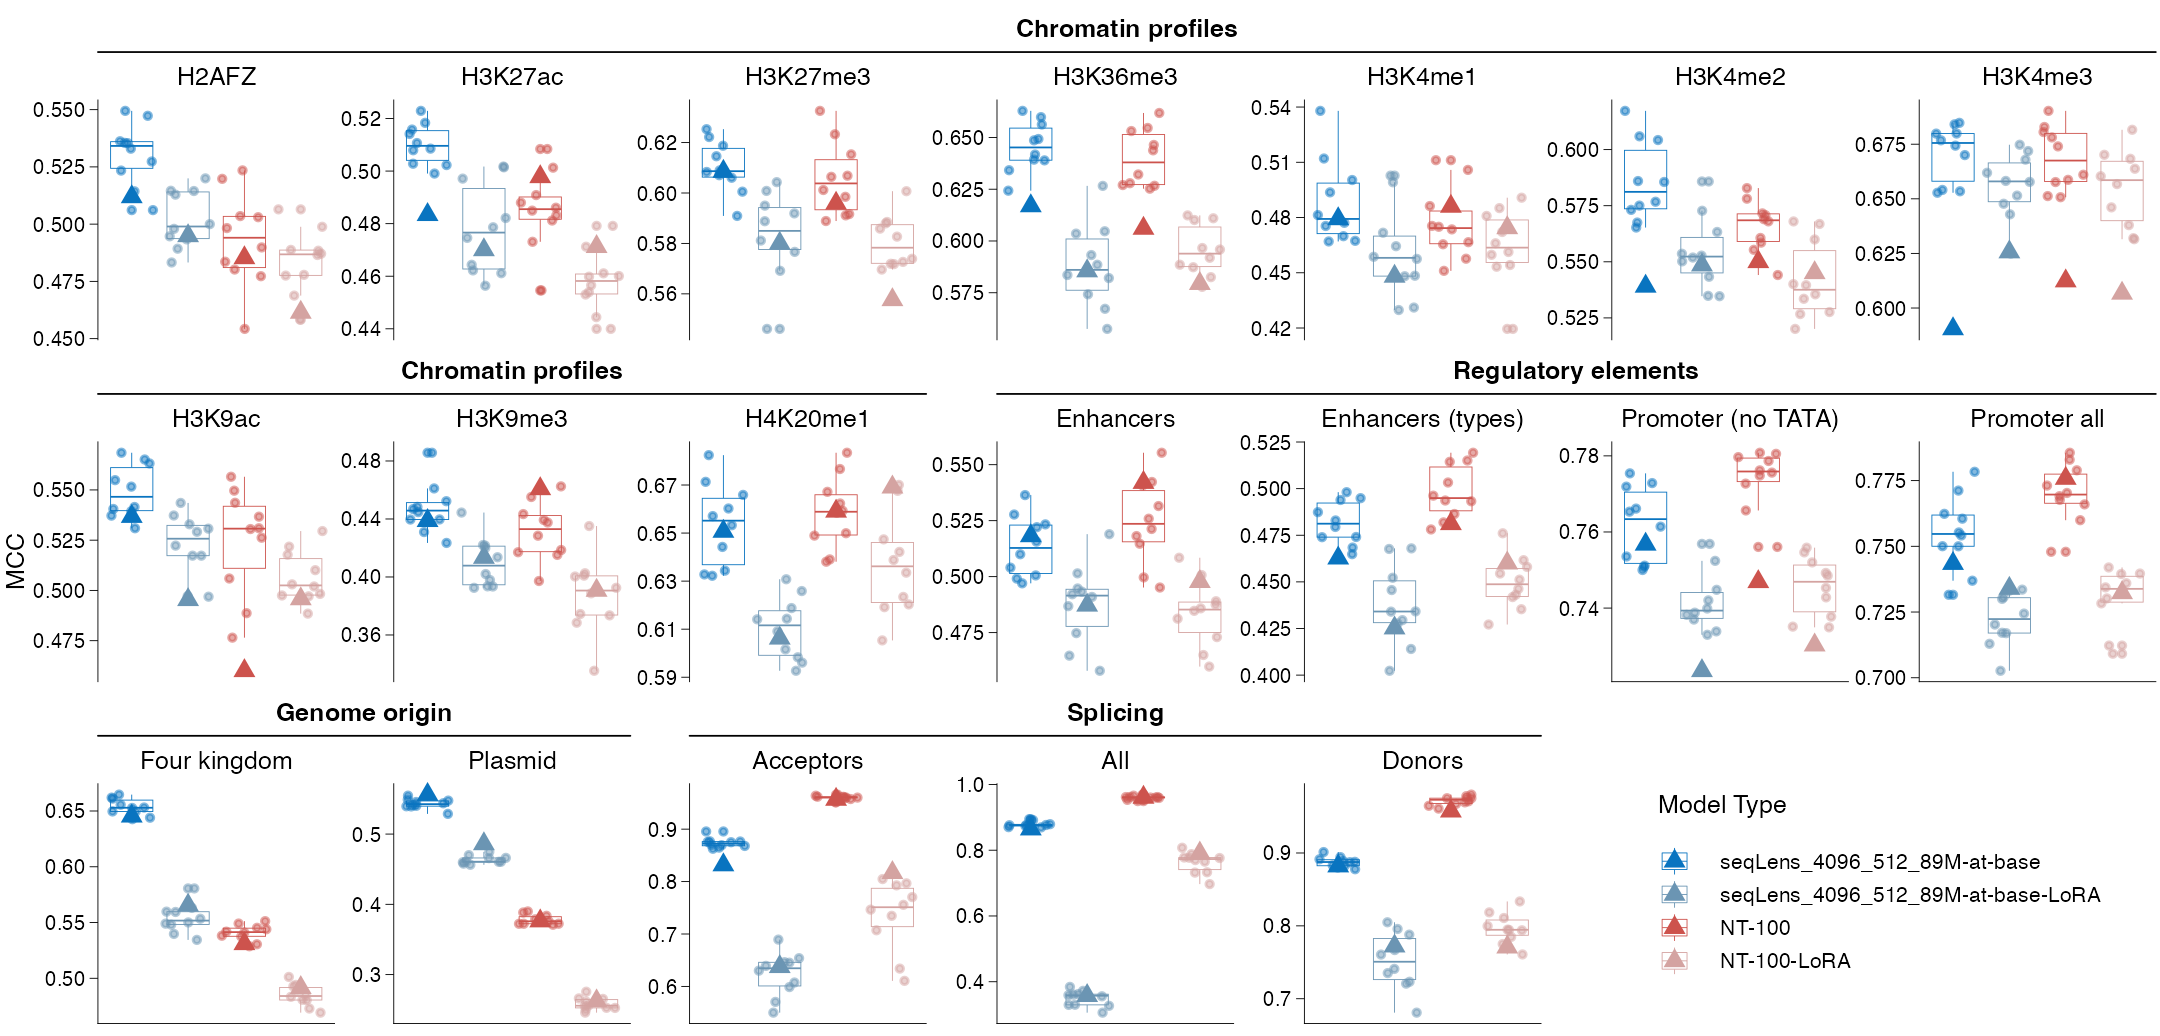 Chromatin profiles
H2AFZ
H3K27ac
H3K27me3
H3K36me3
H3K4me1
H3K4me2
H3K4me3
0.550
0.525
0.500
0.475
0.450
0.52
0.50
0.48
0.46
0.44
0.62
0.60
0.58
0.56
0.650
0.625
0.600
0.575
0.54
0.51
0.48
0.45
0.42
0.600
0.575
0.550
0.525
0.675
0.650
0.625
0.600
Chromatin profiles
Regulatory elements
H3K9ac
H3K9me3
H4K20me1
Enhancers
Enhancers (types)
Promoter (no TATA)
Promoter all
MCC
0.550
0.525
0.500
0.475
0.48
0.44
0.40
0.36
0.67
0.65
0.63
0.61
0.59
0.550
0.525
0.500
0.475
0.525
0.500
0.475
0.450
0.425
0.400
0.78
0.76
0.74
0.775
0.750
0.725
0.700
Genome origin
Splicing
Four kingdom
Plasmid
Acceptors
All
Donors
0.65
0.60
0.55
0.50
0.5
0.4
0.3
0.9
0.8
0.7
0.6
1.0
0.8
0.6
0.4
0.9
0.8
0.7
Model Type
seqLens_4096_512_89M-at-base
seqLens_4096_512_89M-at-base-LoRA
NT-100
NT-100-LoRA